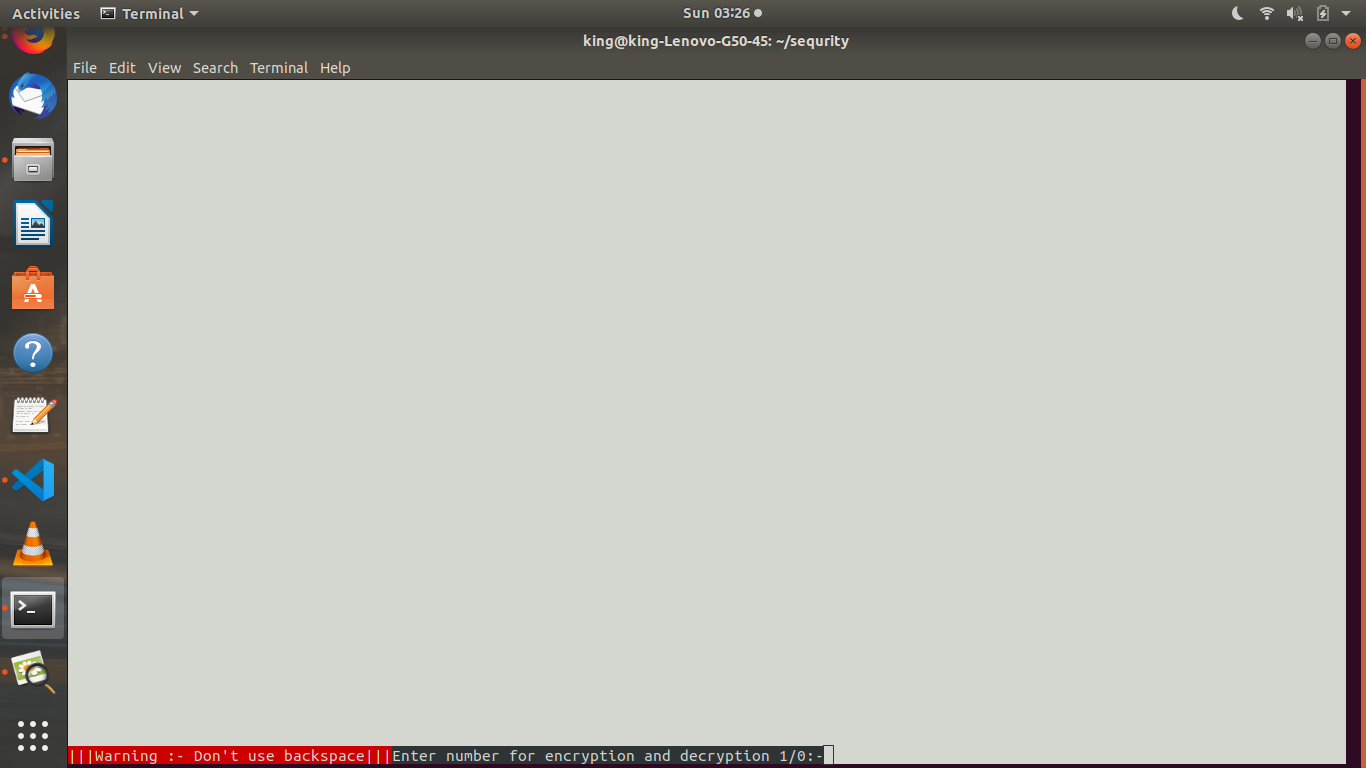 Activities Terminal Sun 03:26
king@king-Lenovo-G50-45: ~/sequrity
File Edit View Search Terminal Help
|||Warning :- Don't use backspace|||Enter number for encryption and decryption 1/0:-